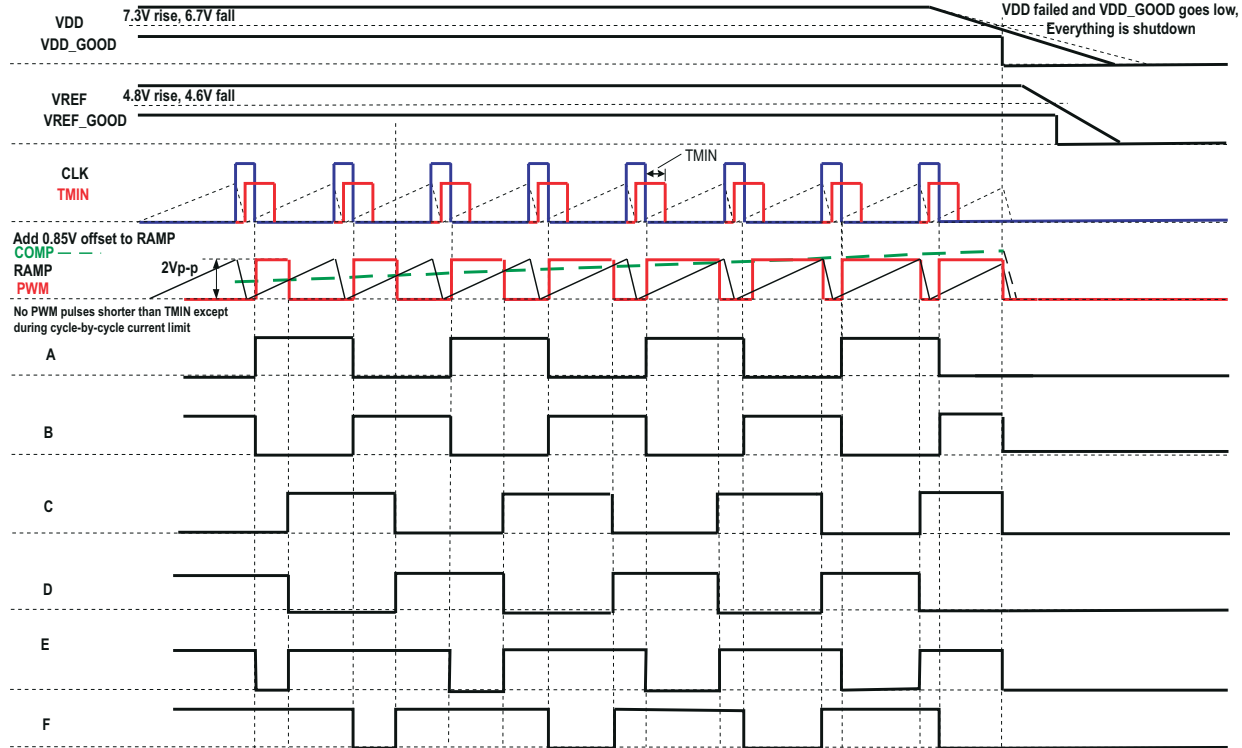 VDD failed and VDD_GOOD goes low,
Everything is shutdown
7.3V rise, 6.7V fall
VDD
VDD_GOOD
4.8V rise, 4.6V fall
VREF
VREF_GOOD
TMIN
CLK
TMIN
Add 0.85V offset to RAMP
COMP
RAMP
2Vp-p
PWM
No PWM pulses shorter than TMIN except
during cycle-by-cycle current limit
A
B
C
D
E
F